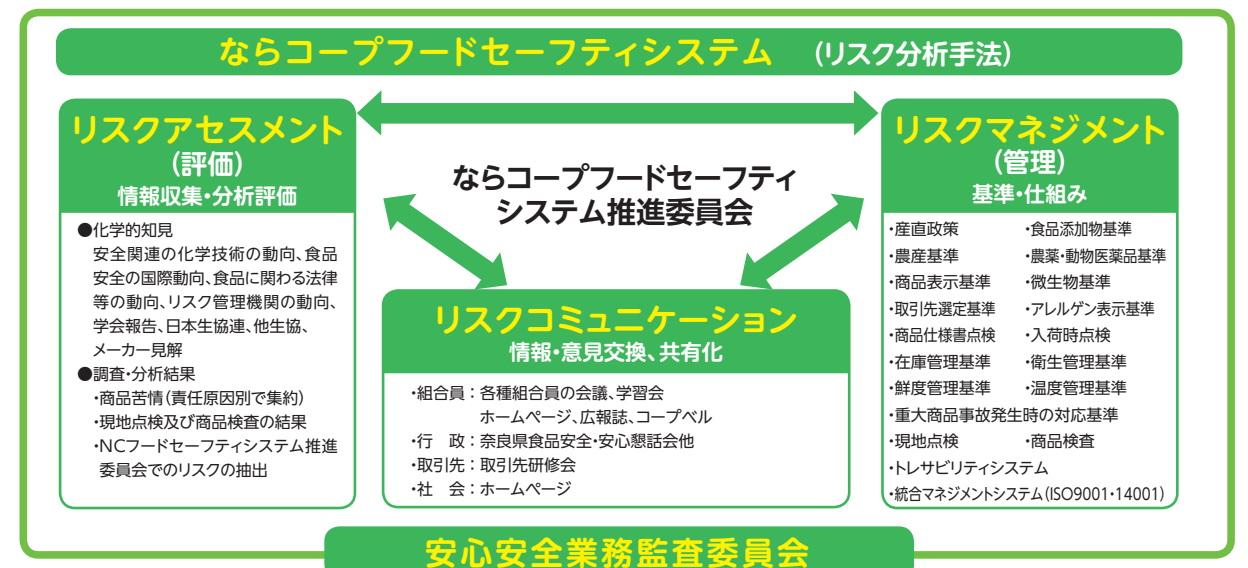 ならコープフードセーフティシステム (リスク分析手法)
リスクアセスメント
(評価)
情報収集・分析評価
●化学的知見
安全関連の化学技術の動向、食品
安全の国際動向、食品に関わる法律
等の動向、リスク管理機関の動向、
学会報告、日本生協連、他生協、
メーカー見解
●調査・分析結果
・商品苦情(責任原因別で集約)
・現地点検及び商品検査の結果
・NCフードセーフティシステム推進
委員会でのリスクの抽出
ならコープフードセーフティ
システム推進委員会
リスクコミュニケーション
情報・意見交換、共有化
・組合員:各種組合員の会議、学習会
ホームページ、広報誌、コープベル
・行 政:奈良県食品安全・安心懇話会他
・取引先:取引先研修会
・社 会:ホームページ
リスクマネジメント
(管理)
基準・仕組み
・産直政策 ・食品添加物基準
・農産基準 ・農薬・動物医薬品基準
・商品表示基準 ・微生物基準
・取引先選定基準 ・アレルゲン表示基準
・商品仕様書点検 ・入荷時点検
・在庫管理基準 ・衛生管理基準
・鮮度管理基準 ・温度管理基準
・重大商品事故発生時の対応基準
・現地点検 ・商品検査
・トレサビリティシステム
・統合マネジメントシステム(ISO9001・14001)
安心安全業務監査委員会